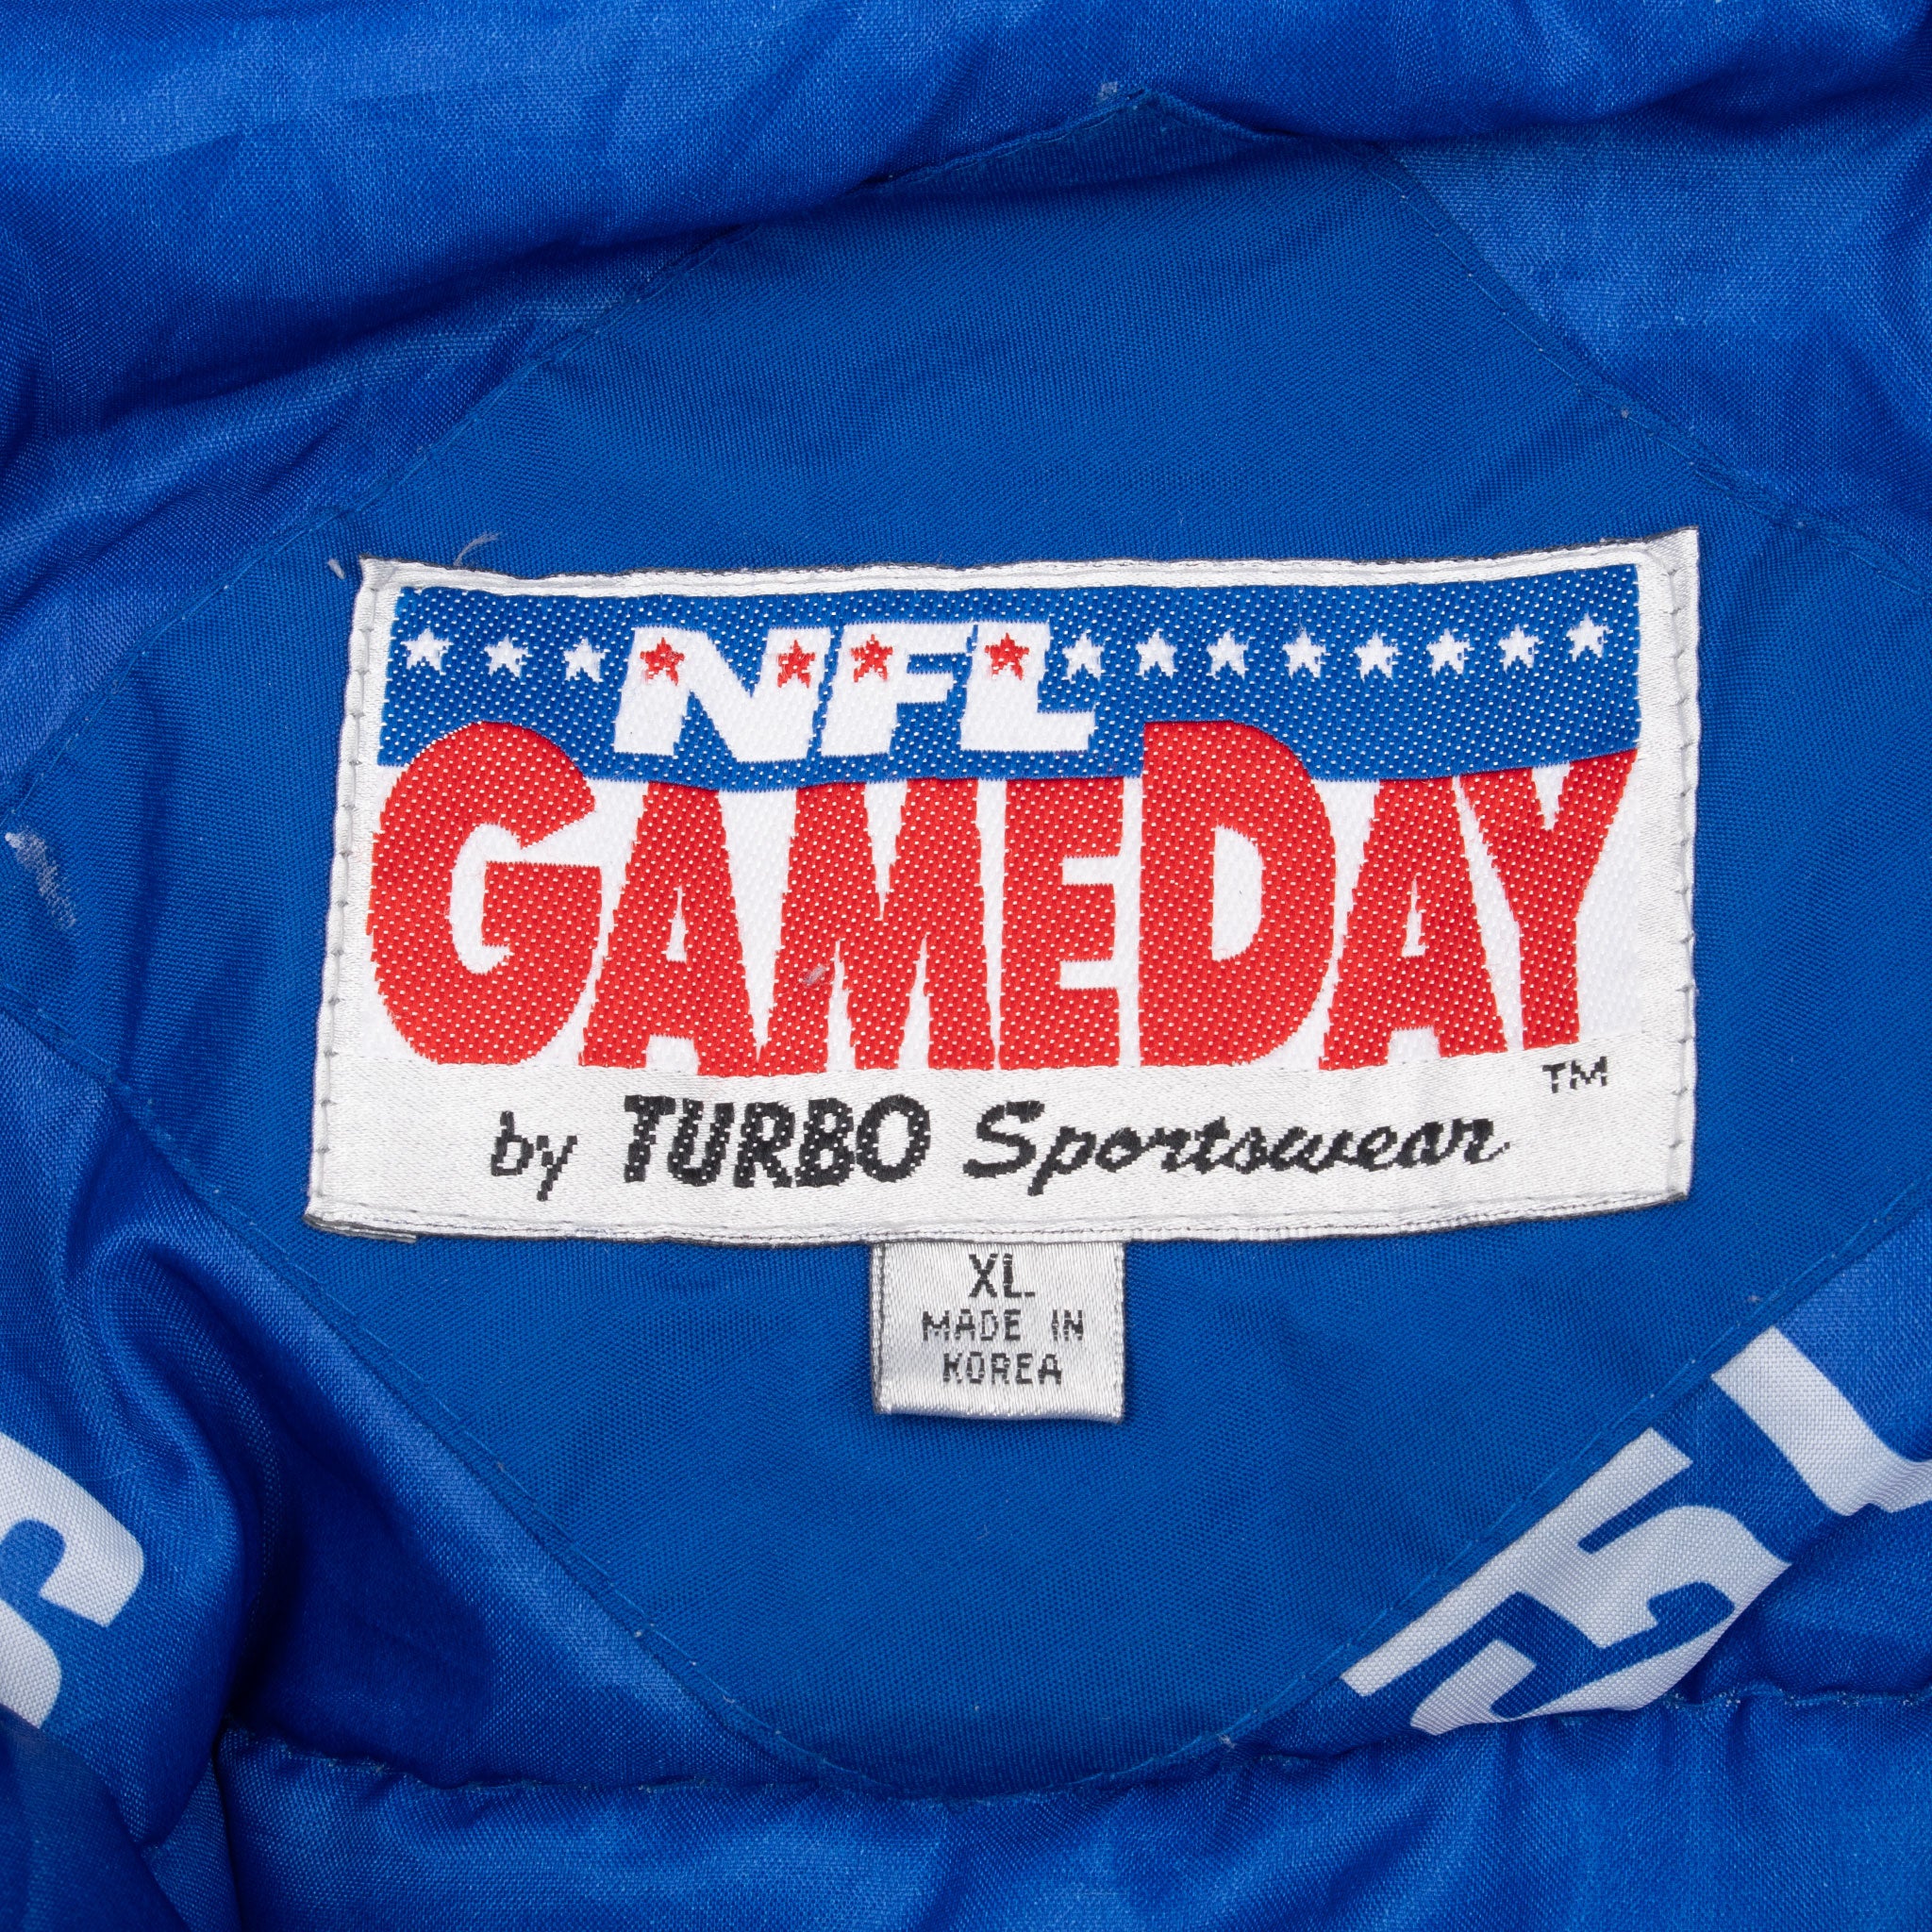 NFL
GAMEDAY
TM
by TURBO Sportswear
XL
MADE IN
KOREA